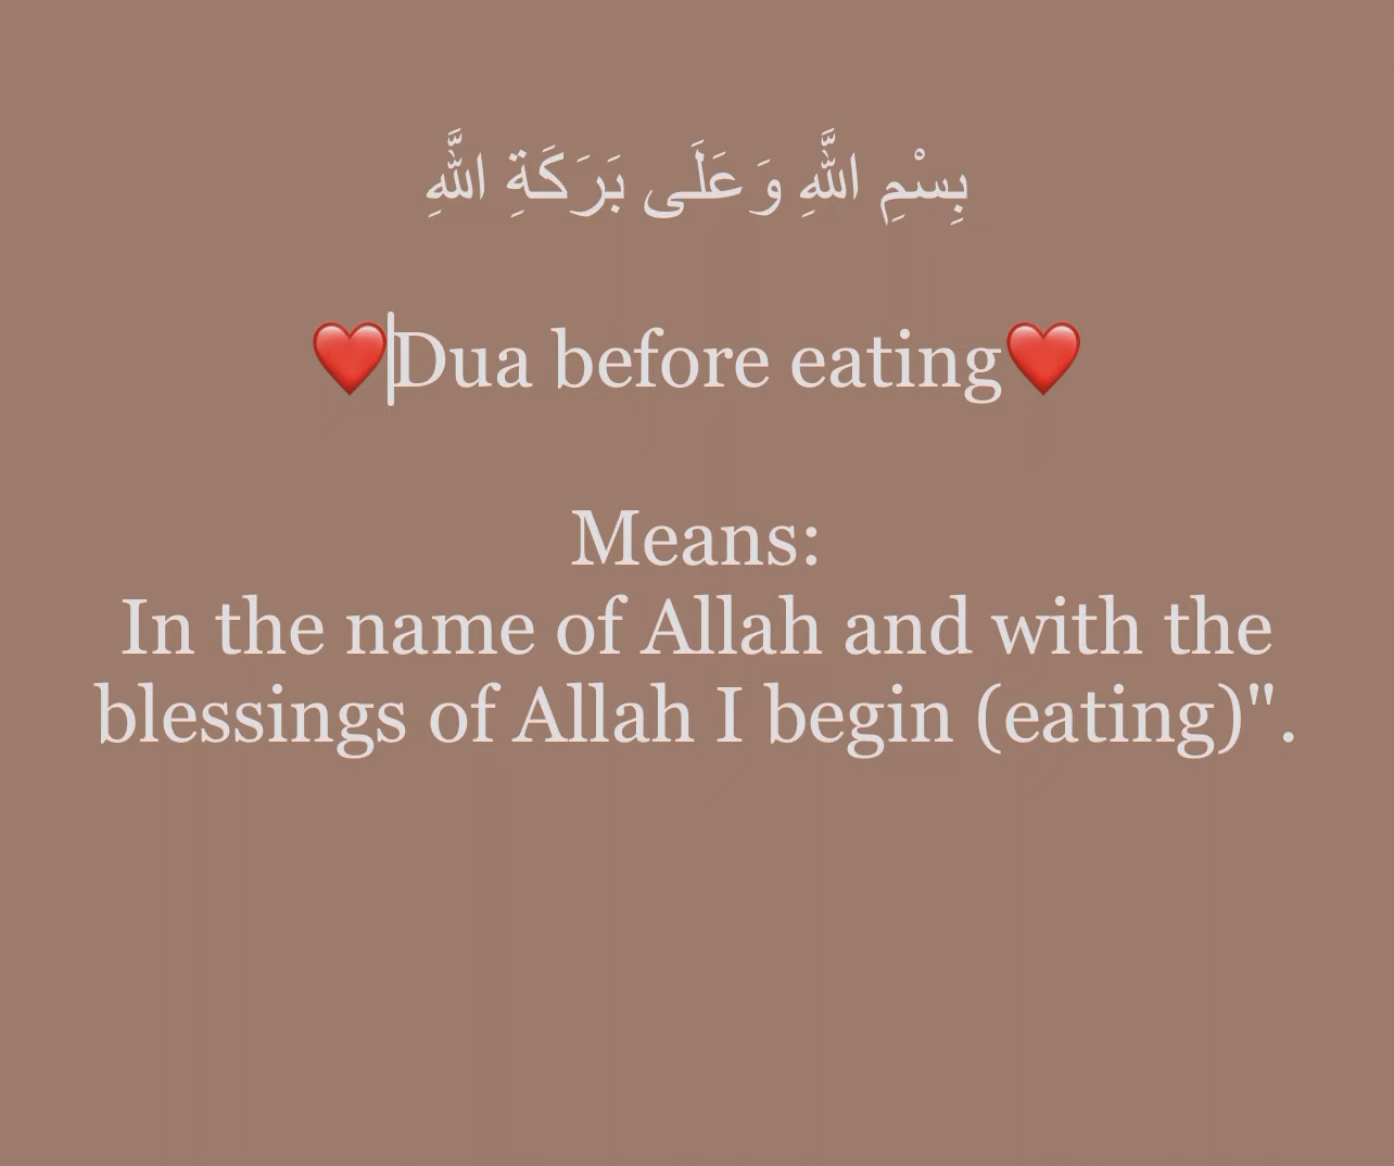 بِسْمِ اللَّهِ وَعَلَى بَرَكَةِ اللَّهِ
❤️Dua before eating❤️
Means:
In the name of Allah and with the
blessings of Allah I begin (eating)".